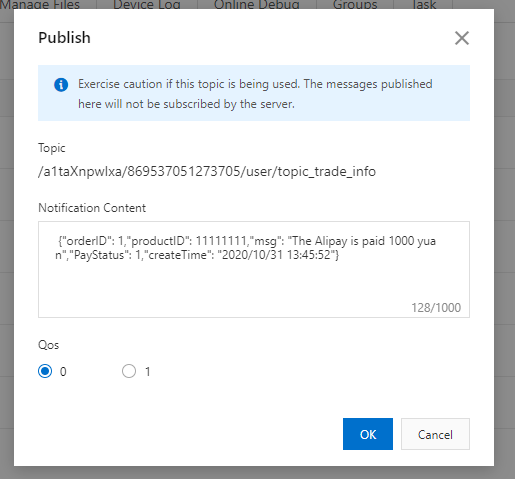 Manage Files Device Log Online Debug Groups Task
Publish
Exercise caution if this topic is being used. The messages published
here will not be subscribed by the server.
Topic
/a1taXnpwIxa/869537051273705/user/topic_trade_info
Notification Content
{"orderID": 1,"productID": 11111111,"msg": "The Alipay is paid 1000 yua
n","PayStatus": 1,"createTime": "2020/10/31 13:45:52"}
128/1000
Qos
0 1
OK Cancel